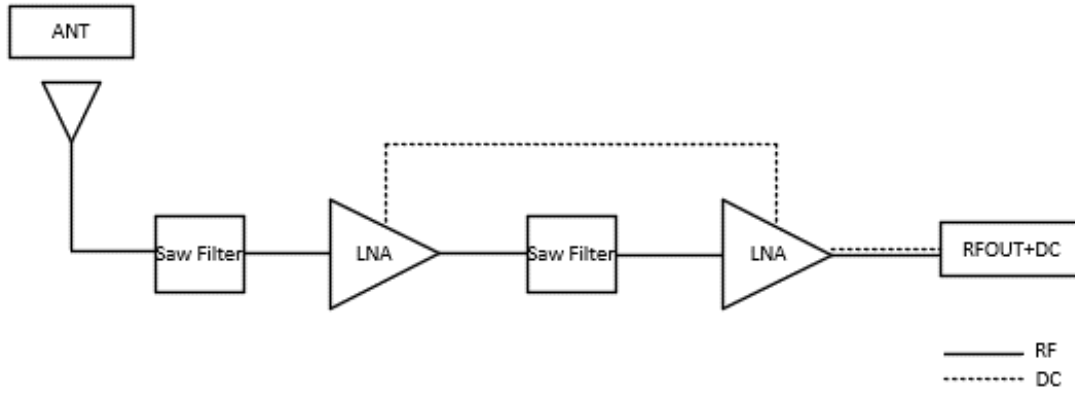 ANT
Saw Filter
LNA
Saw Filter
LNA
RFOUT+DC
RF
DC